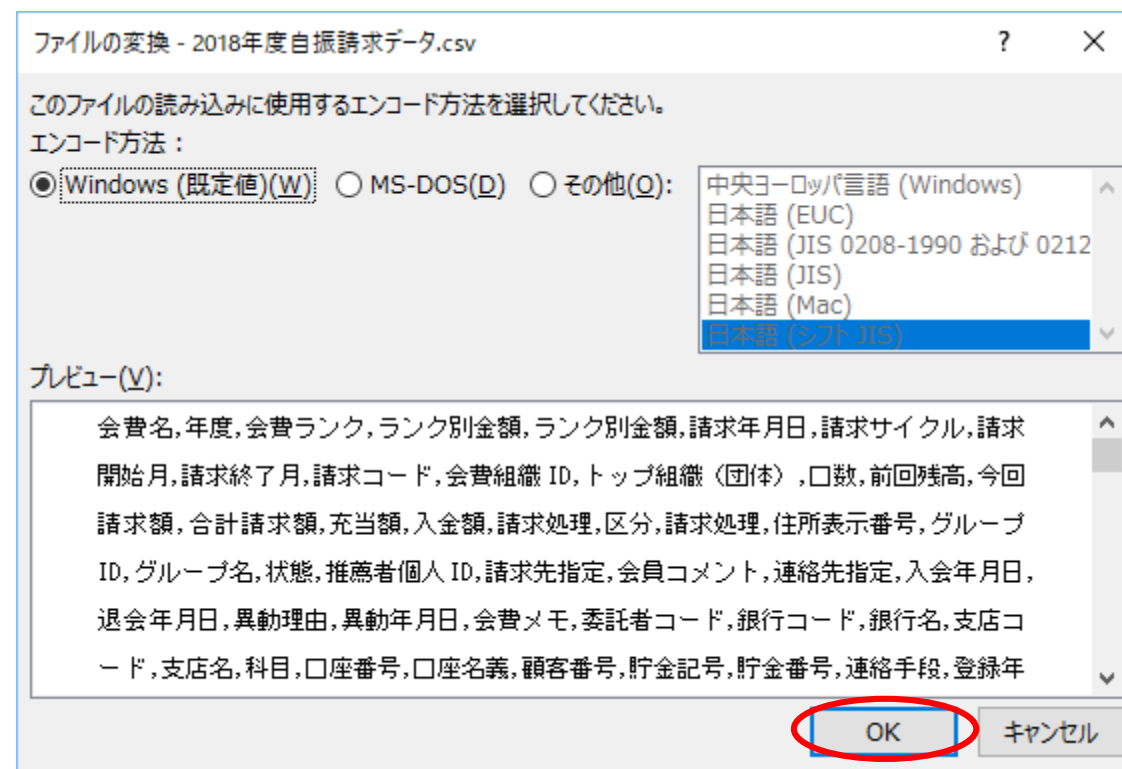 ファイルの変換 - 2018年度自振請求データ.csv ? ×
このファイルの読み込みに使用するエンコード方法を選択してください。
エンコード方法：
Windows (既定値)(W) MS-DOS(D) その他(O):
中央ヨーロッパ言語 (Windows)
日本語 (EUC)
日本語 (JIS 0208-1990 および 0212
日本語 (JIS)
日本語 (Mac)
日本語 (シフト JIS)
プレビュー(V):
会費名,年度,会費ランク,ランク別金額,ランク別金額,請求年月日,請求サイクル,請求
開始月,請求終了月,請求コード,会費組織 ID,トップ組織（団体）,口数,前回残高,今回
請求額,合計請求額,充当額,入金額,請求処理,区分,請求処理,住所表示番号,グループ
ID,グループ名,状態,推薦者個人 ID,請求先指定,会員コメント,連絡先指定,入会年月日,
退会年月日,異動理由,異動年月日,会費メモ,委託者コード,銀行コード,銀行名,支店コ
ード,支店名,科目,口座番号,口座名義,顧客番号,貯金記号,貯金番号,連絡手段,登録年
OK キャンセル